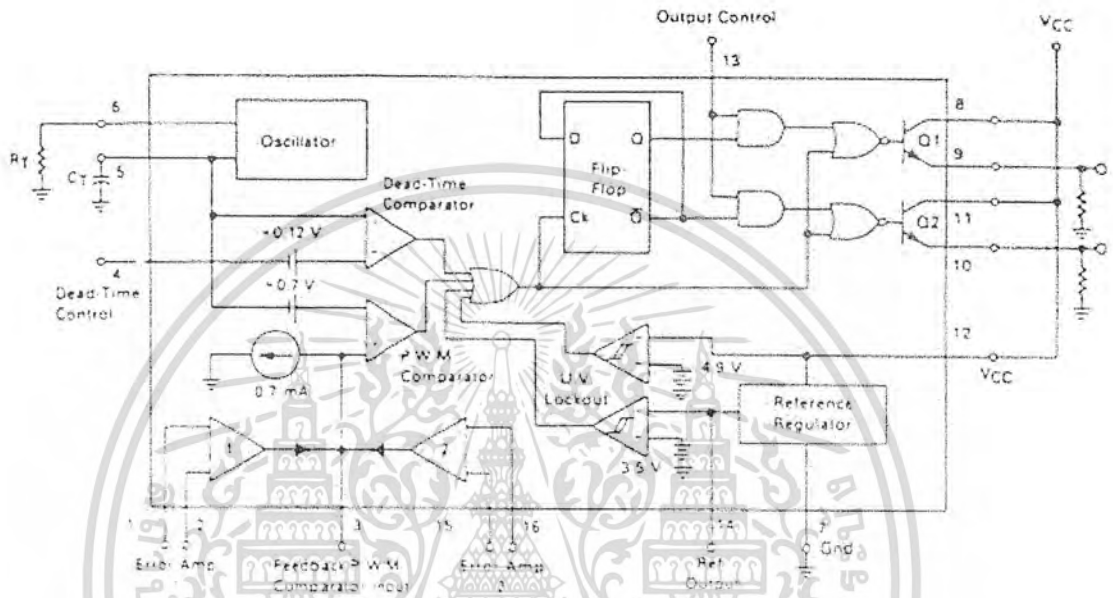 Output Control
VCC
13
6
8
Oscillator
D
Q
Q1
RT
5
9
CT
Flip-
Flop
Dead-Time
Comparator
11
≈0.12 V
Ck
Q
Q2
4
≈0.7 V
10
Dead-Time
Control
12
P.W.M.
Comparator
U.V.
Lockout
4.9 V
VCC
0.7 mA
Reference
Regulator
1
2
3.5 V
1
2
3
15
16
14
7
Gnd
Error Amp
1
Feedback P.W.M.
Comparator Input
Error Amp
2
Ref.
Output